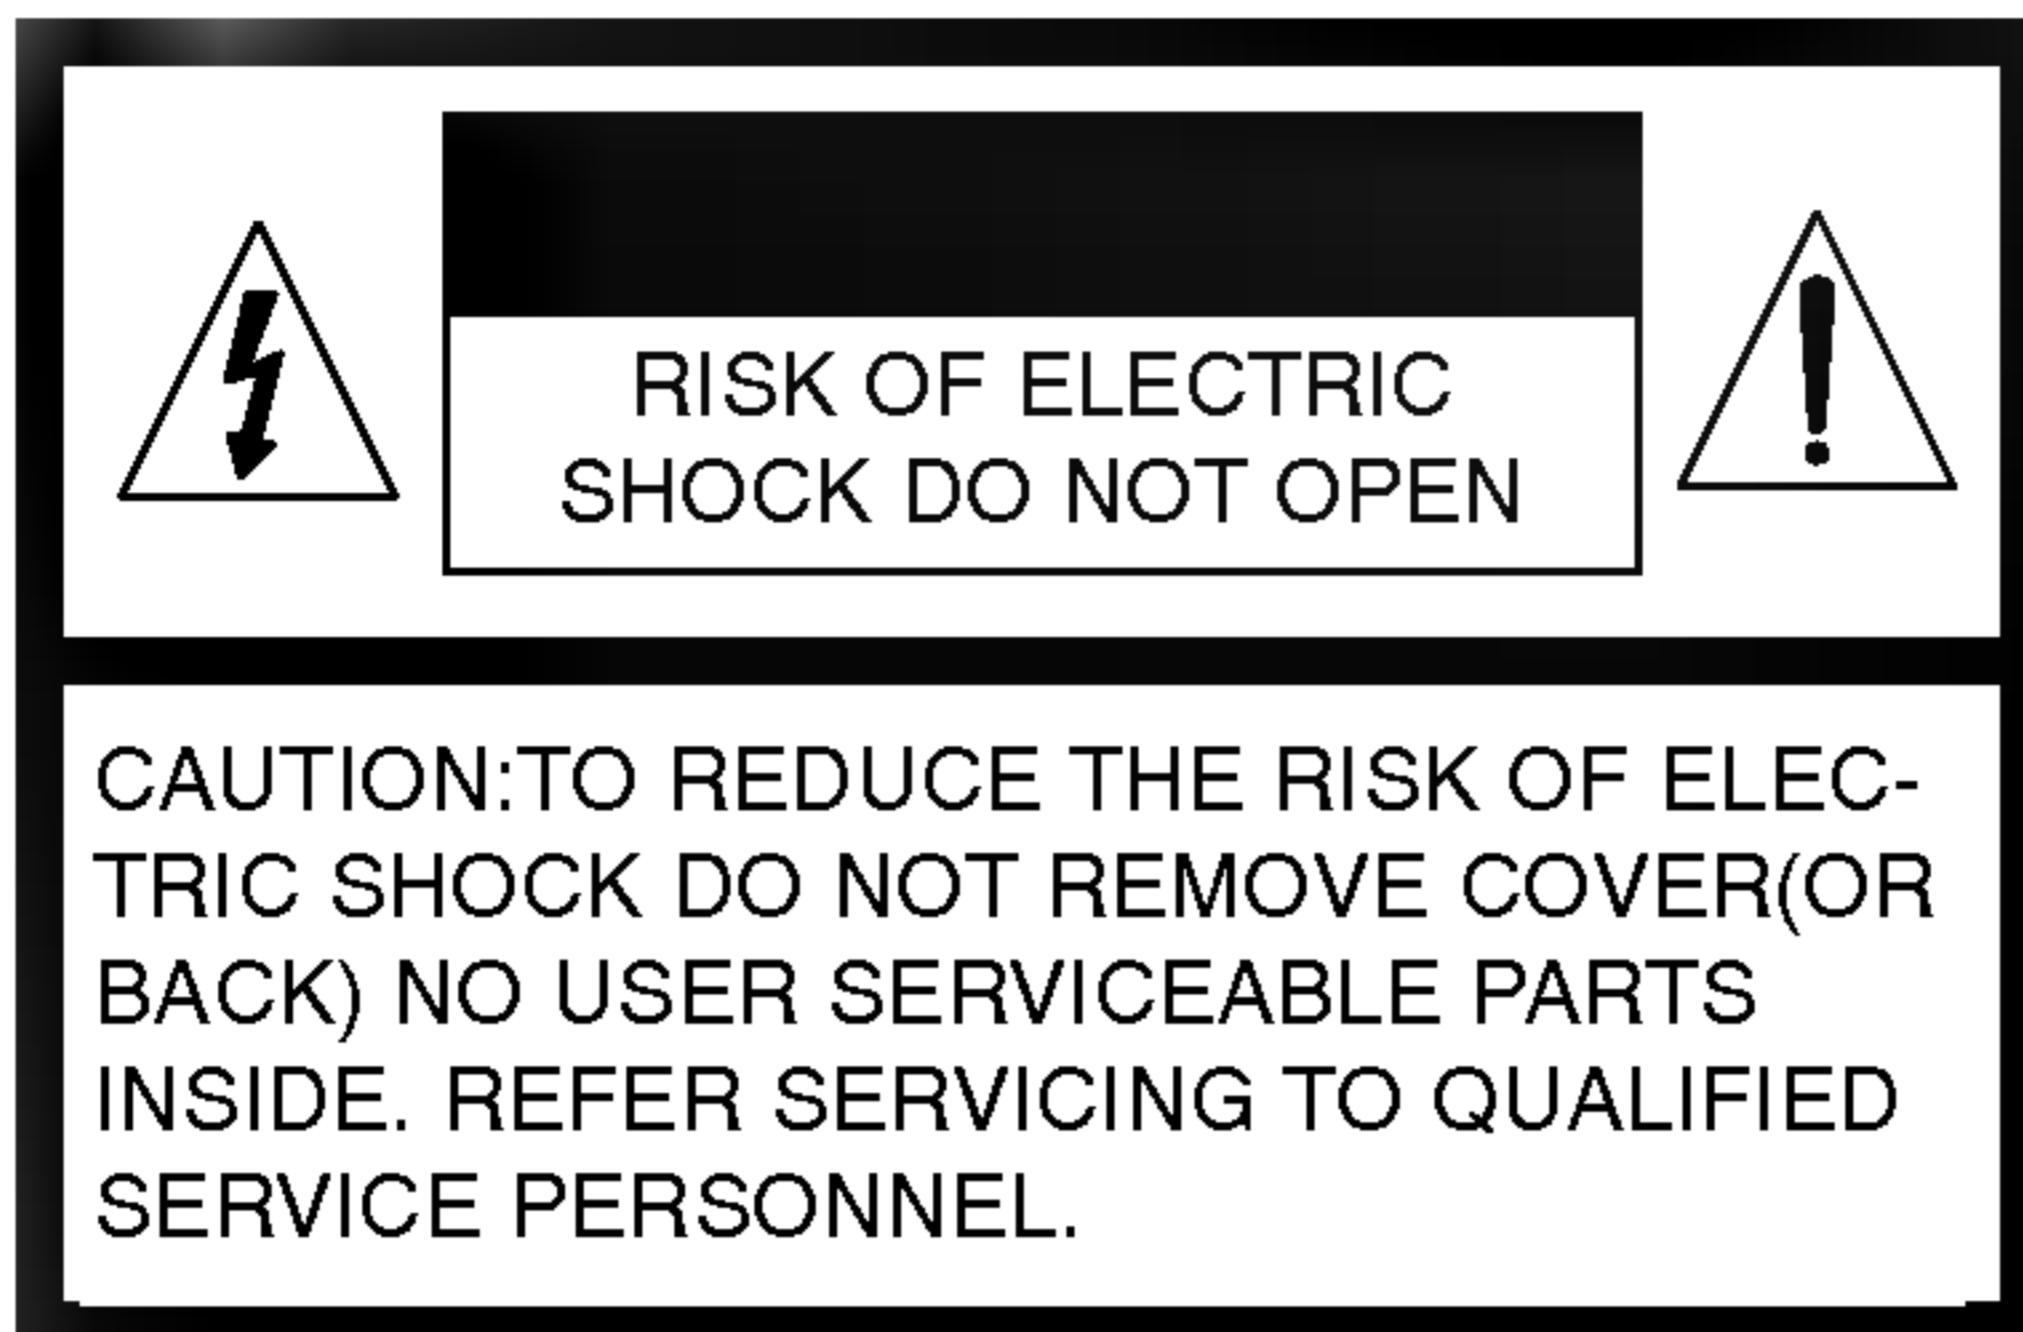 RISK OF ELECTRIC
SHOCK DO NOT OPEN
CAUTION:TO REDUCE THE RISK OF ELEC-
TRIC SHOCK DO NOT REMOVE COVER(OR
BACK) NO USER SERVICEABLE PARTS
INSIDE. REFER SERVICING TO QUALIFIED
SERVICE PERSONNEL.